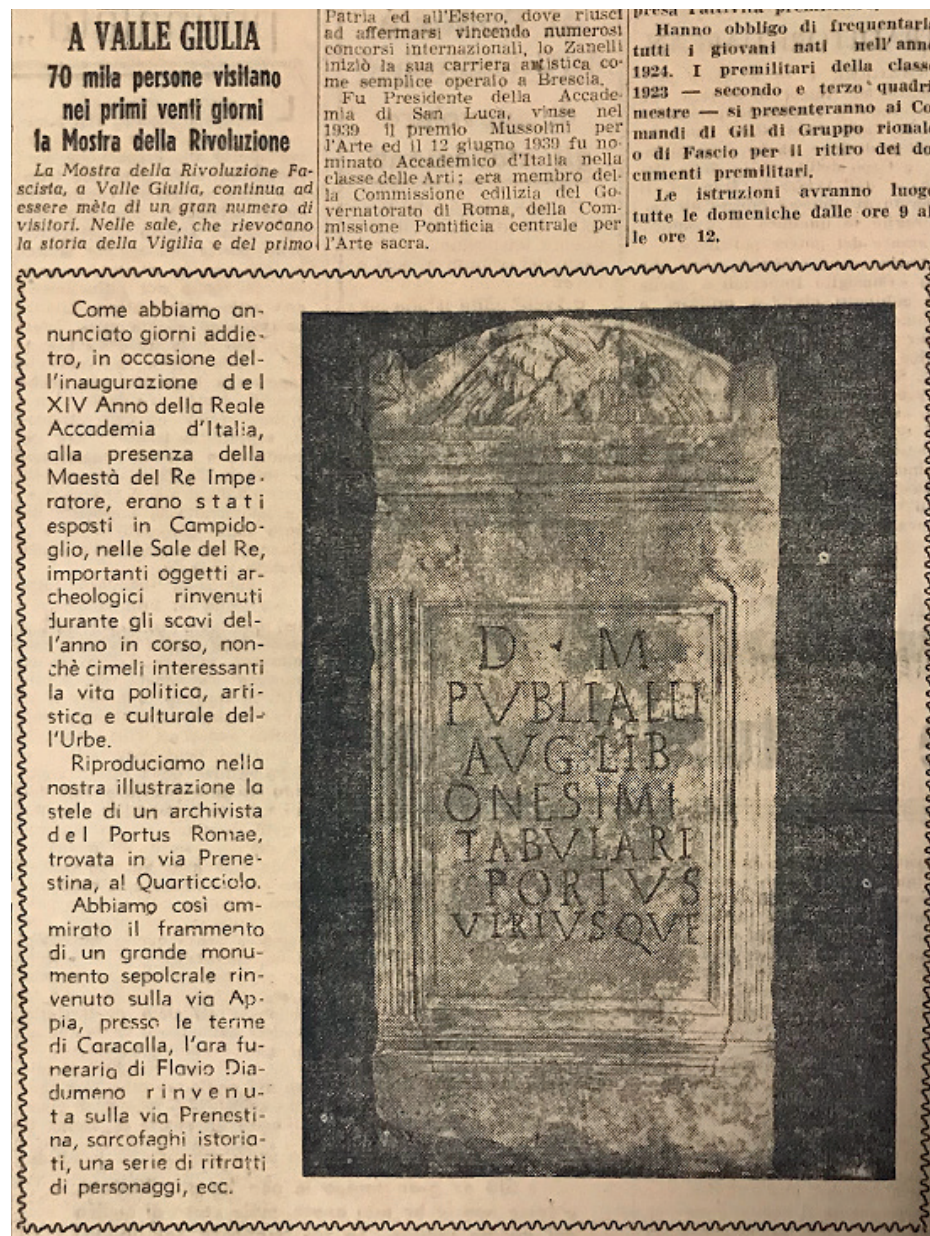 A VALLE GIULIA
70 mila persone visitano
nei primi venti giorni
la Mostra della Rivoluzione
La Mostra della Rivoluzione Fa-
scista, a Valle Giulia, continua ad
essere mèta di un gran numero di
visitori. Nelle sale, che rievocano
la storia della Vigilia e del primo
Patria ed all'Estero, dove riuscì
ad affermarsi vincendo numerosi
concorsi internazionali, lo Zanelli
iniziò la sua carriera artistica co-
me semplice operaio a Brescia.
Fu Presidente della Accade-
mia di San Luca, vinse nel
1939 il premio Mussolini per
l'Arte ed il 12 giugno 1939 fu no-
minato Accademico d'Italia nella
classe delle Arti; era membro del-
la Commissione edilizia del Go-
vernatorato di Roma, della Com-
missione Pontificia centrale per
l'Arte sacra.
presa l'attività
Hanno obbligo di frequentarla
tutti i giovani nati nell'anno
1924. I premilitari della classe
1923 — secondo e terzo quadri-
mestre — si presenteranno ai Co-
mandi di Gil di Gruppo rionale
o di Fascio per il ritiro dei do-
cumenti premilitari.
Le istruzioni avranno luogo
tutte le domeniche dalle ore 9 al-
le ore 12.
Come abbiamo an-
nunciato giorni addie-
tro, in occasione del-
l'inaugurazione del
XIV Anno della Reale
Accademia d'Italia,
alla presenza della
Maestà del Re Impe-
ratore, erano stati
esposti in Campido-
glio, nelle Sale del Re,
importanti oggetti ar-
cheologici rinvenuti
durante gli scavi del-
l'anno in corso, non-
chè cimeli interessanti
la vita politica, arti-
stica e culturale del-
l'Urbe.
Riproduciamo nella
nostra illustrazione la
stele di un archivista
del Portus Romae,
trovata in via Prene-
stina, al Quarticciolo.
Abbiamo così am-
mirato il frammento
di un grande monu-
mento sepolcrale rin-
venuto sulla via Ap-
pia, presso le terme
di Caracalla, l'ara fu-
neraria di Flavio Dia-
dumeno rinvenu-
ta sulla via Prenesti-
na, sarcofaghi istoria-
ti, una serie di ritratti
di personaggi, ecc.
D · M
PVBLI AELI
AVG LIB
ONESIMI
TABVLARI
PORTVS
VTRIVSQVE